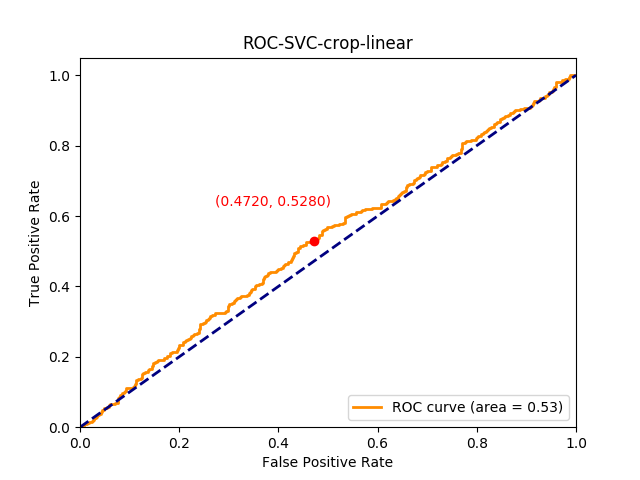 ROC-SVC-crop-linear
1.0
0.8
0.6
0.4
0.2
0.0
True Positive Rate
(0.4720, 0.5280)
ROC curve (area = 0.53)
0.0 0.2 0.4 0.6 0.8 1.0
False Positive Rate